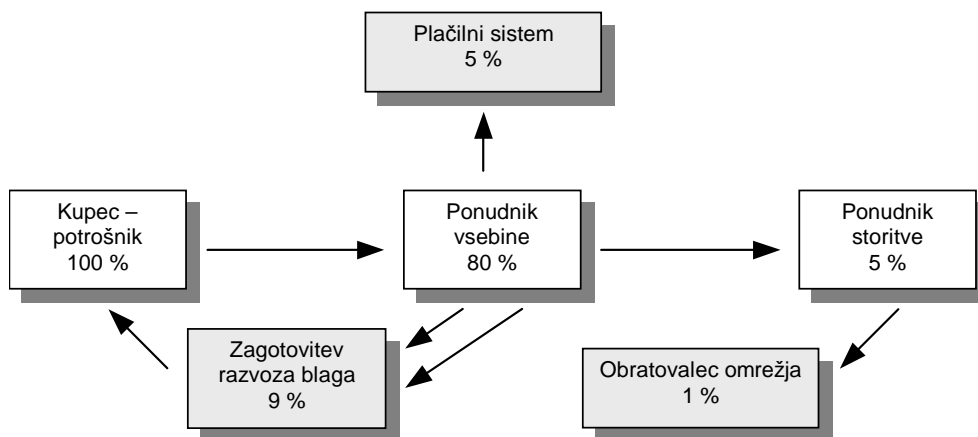 Plačilni sistem
5 %
Kupec –
potrošnik
100 %
Ponudnik
vsebine
80 %
Ponudnik
storitve
5 %
Zagotovitev
razvoza blaga
9 %
Obratovalec omrežja
1 %